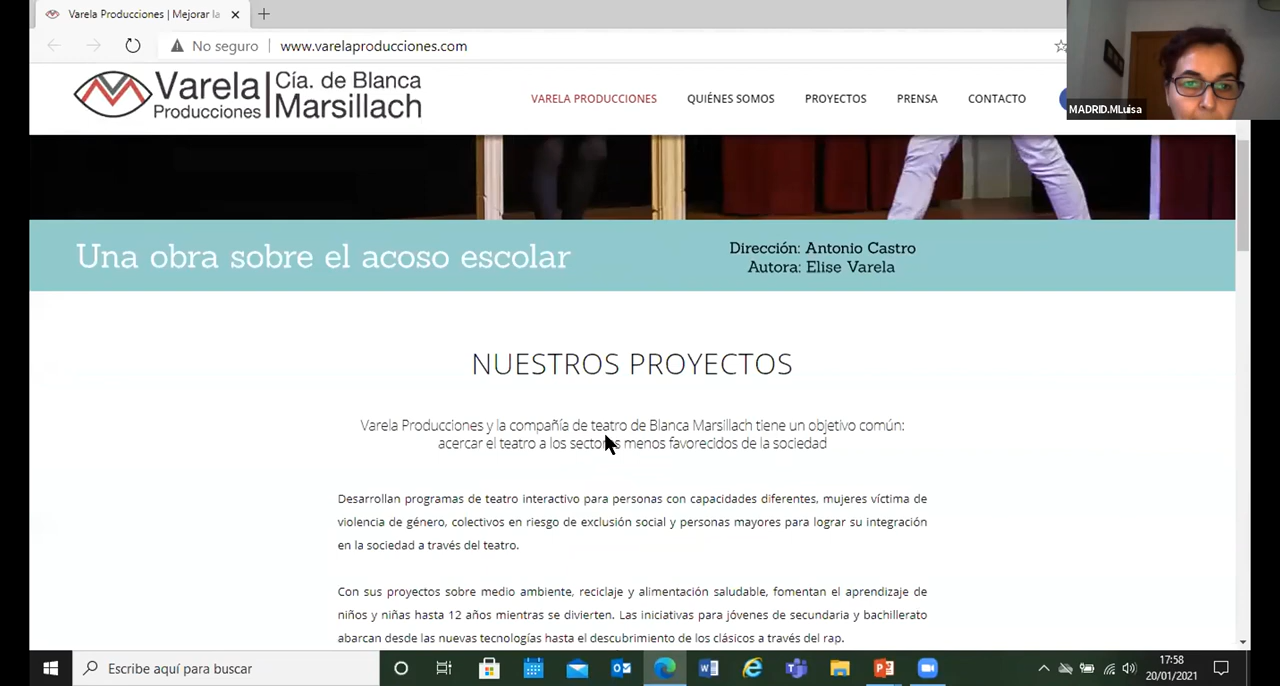 Varela Producciones | Mejorar la
No seguro
www.varelaproducciones.com
MADRID.MLuisa
Varela
Producciones
Cía. de Blanca
Marsillach
VARELA PRODUCCIONES
QUIÉNES SOMOS
PROYECTOS
PRENSA
CONTACTO
Una obra sobre el acoso escolar
Dirección: Antonio Castro
Autora: Elise Varela
NUESTROS PROYECTOS
Varela Producciones y la compañía de teatro de Blanca Marsillach tiene un objetivo común:
acercar el teatro a los sectores menos favorecidos de la sociedad
Desarrollan programas de teatro interactivo para personas con capacidades diferentes, mujeres víctima de
violencia de género, colectivos en riesgo de exclusión social y personas mayores para lograr su integración
en la sociedad a través del teatro.
Con sus proyectos sobre medio ambiente, reciclaje y alimentación saludable, fomentan el aprendizaje de
niños y niñas hasta 12 años mientras se divierten. Las iniciativas para jóvenes de secundaria y bachillerato
abarcan desde las nuevas tecnologías hasta el descubrimiento de los clásicos a través del rap.
Escribe aquí para buscar
17:58
20/01/2021